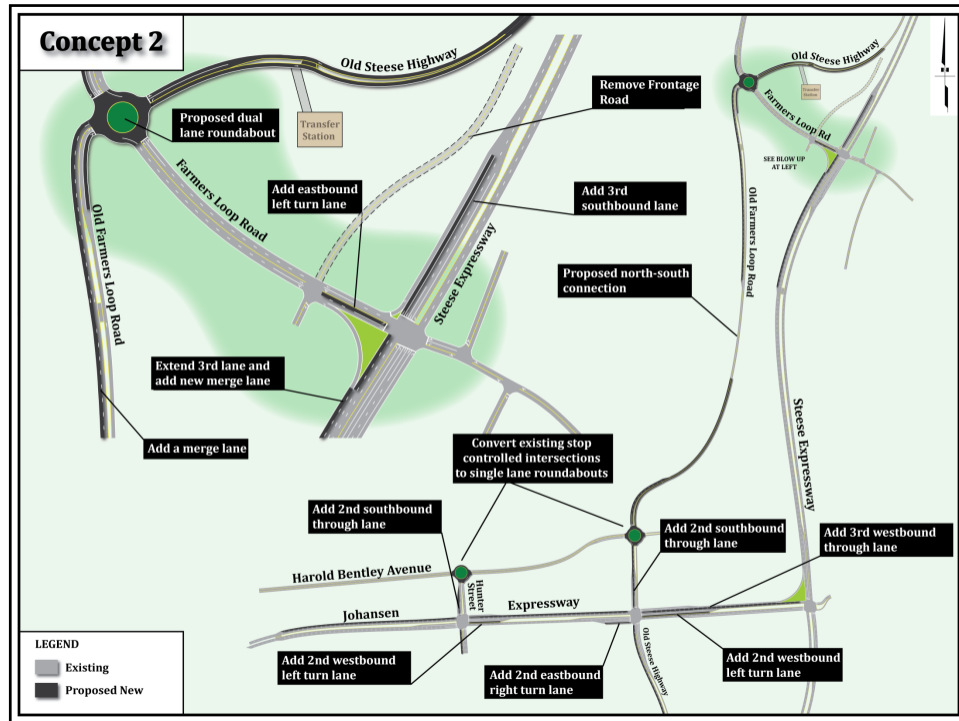 Concept 2
Old Steese Highway
Proposed dual
lane roundabout
Transfer
Station
Remove Frontage
Road
Farmers Loop Road
Add eastbound
left turn lane
Add 3rd
southbound lane
Old Farmers Loop Road
Steese Expressway
Extend 3rd lane and
add new merge lane
Add a merge lane
Old Steese Highway
Transfer
Station
Farmers Loop Rd
SEE BLOW UP
AT LEFT
Old Farmers Loop Road
Proposed north-south
connection
Steese Expressway
Convert existing stop
controlled intersections
to single lane roundabouts
Add 2nd southbound
through lane
Add 2nd southbound
through lane
Add 3rd westbound
through lane
Harold Bentley Avenue
Hunter
Street
Johansen Expressway
Old Steese Highway
Add 2nd westbound
left turn lane
Add 2nd eastbound
right turn lane
Add 2nd westbound
left turn lane
LEGEND
Existing
Proposed New